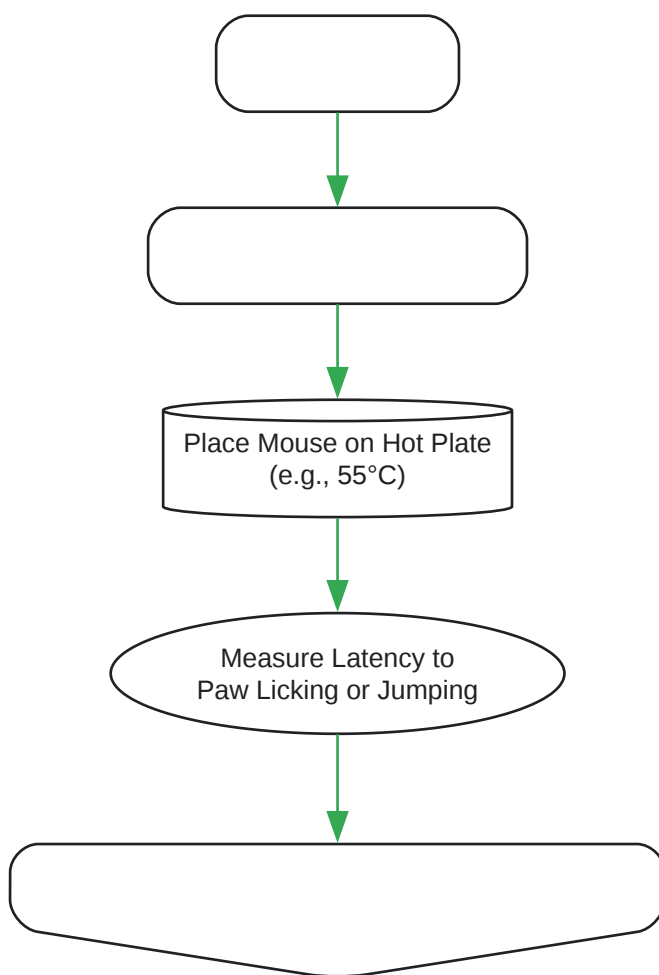 Place Mouse on Hot Plate
(e.g., 55°C)
Measure Latency to
Paw Licking or Jumping